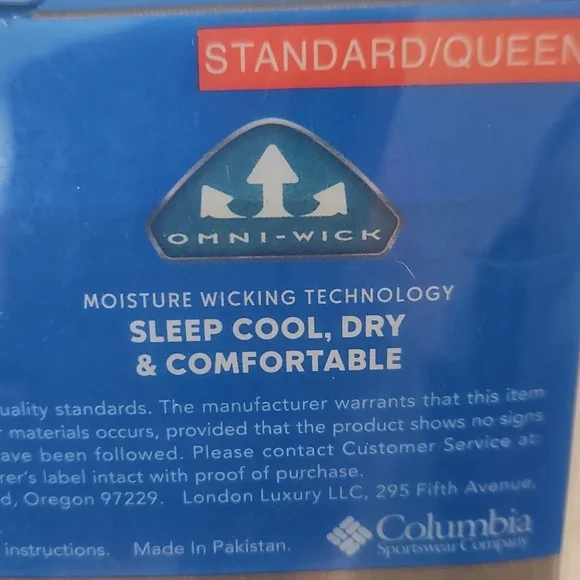 STANDARD/QUEEN
OMNI-WICK
MOISTURE WICKING TECHNOLOGY
SLEEP COOL, DRY
& COMFORTABLE
uality standards. The manufacturer warrants that this item
materials occurs, provided that the product shows no signs
ave been followed. Please contact Customer Service at:
rer's label intact with proof of purchase.
d, Oregon 97229. London Luxury LLC, 295 Fifth Avenue,
instructions. Made In Pakistan.
Columbia
Sportswear Company